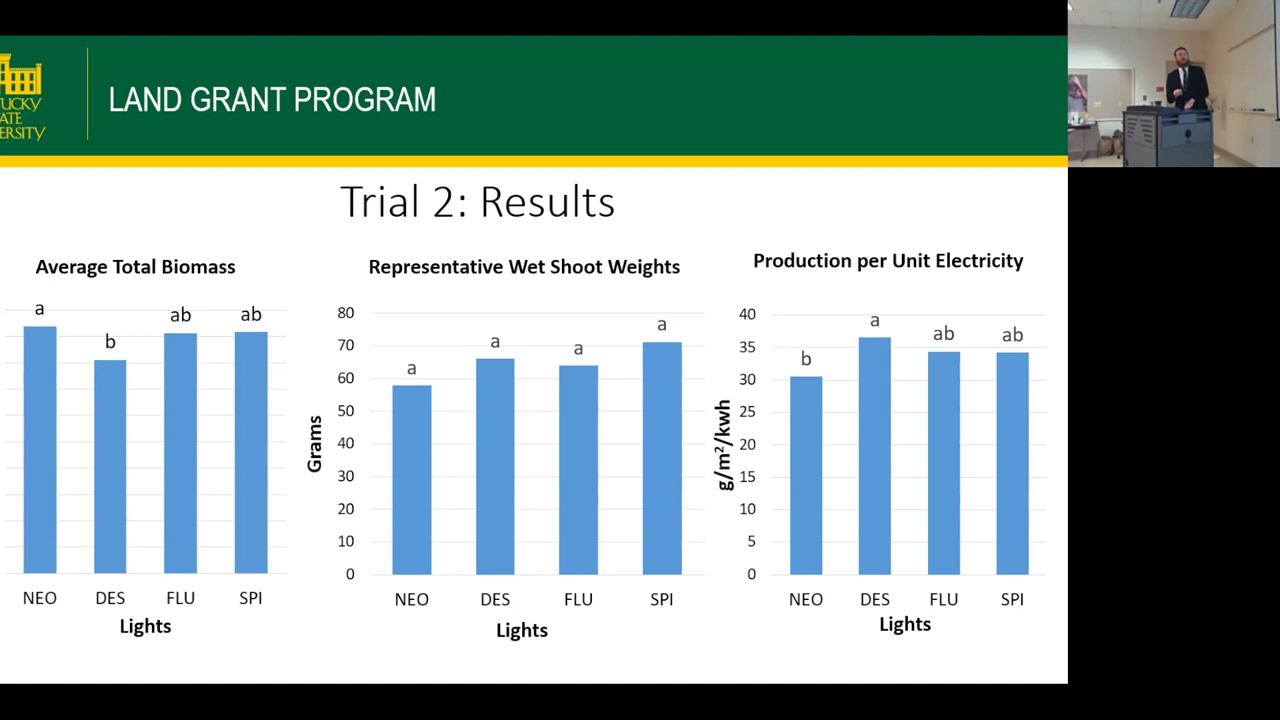 LAND GRANT PROGRAM
Trial 2: Results
Average Total Biomass
a
b
ab
ab
NEO
DES
FLU
SPI
Lights
Representative Wet Shoot Weights
80
70
60
50
40
30
20
10
0
Grams
a
a
a
a
NEO
DES
FLU
SPI
Lights
Production per Unit Electricity
40
35
30
25
20
15
10
5
0
g/m²/kwh
b
a
ab
ab
NEO
DES
FLU
SPI
Lights